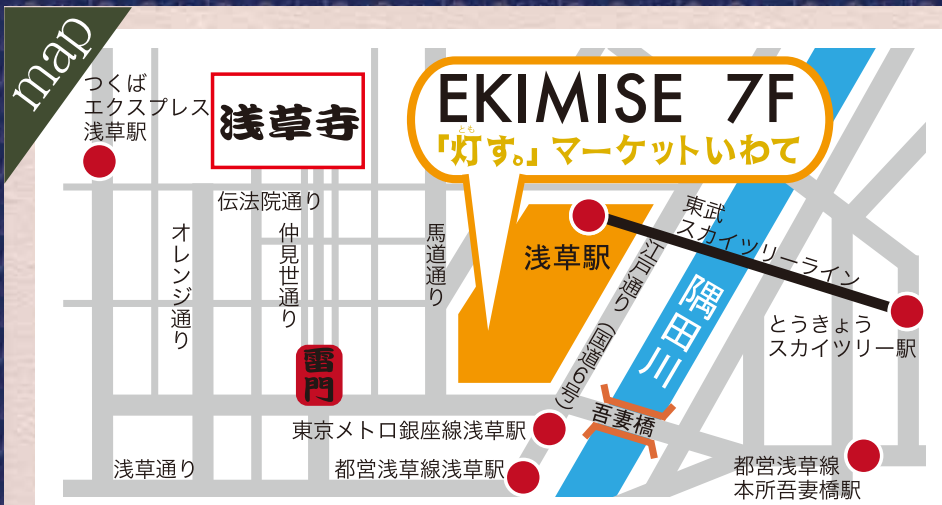 map
つくば
エクスプレス
浅草駅
浅草寺
EKIMISE 7F
とも
「灯す。」マーケットいわて
伝法院通り
オレンジ通り
仲見世通り
馬道通り
雷門
浅草駅
東武
スカイツリーライン
江戸通り(国道6号)
隅田川
とうきょう
スカイツリー駅
吾妻橋
東京メトロ銀座線浅草駅
浅草通り
都営浅草線浅草駅
都営浅草線
本所吾妻橋駅